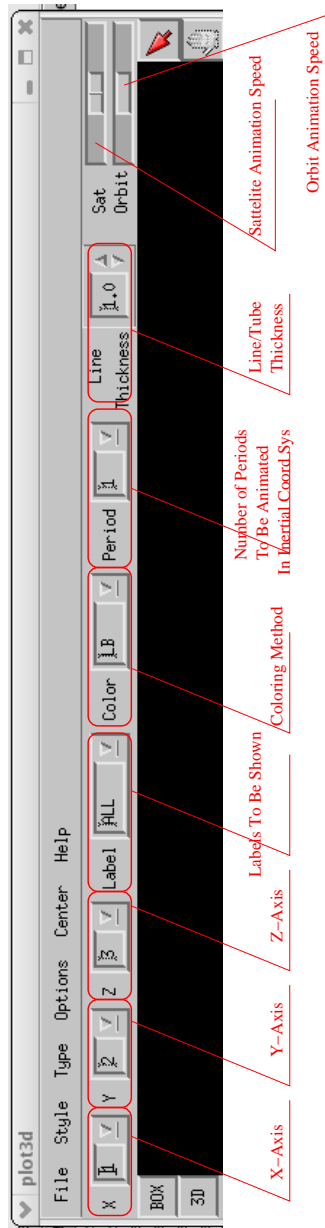 plot3d
File Style Type Options Center Help
X 1 Y 2 Z 3 Label ALL Color LB Period 1 Line Thickness 1.0 Sat Orbit
BOX
3D
X-Axis
Y-Axis
Z-Axis
Labels To Be Shown
Coloring Method
Number of Periods
To Be Animated
In Inertial Coord Sys
Line/Tube
Thickness
Sattelite Animation Speed
Orbit Animation Speed